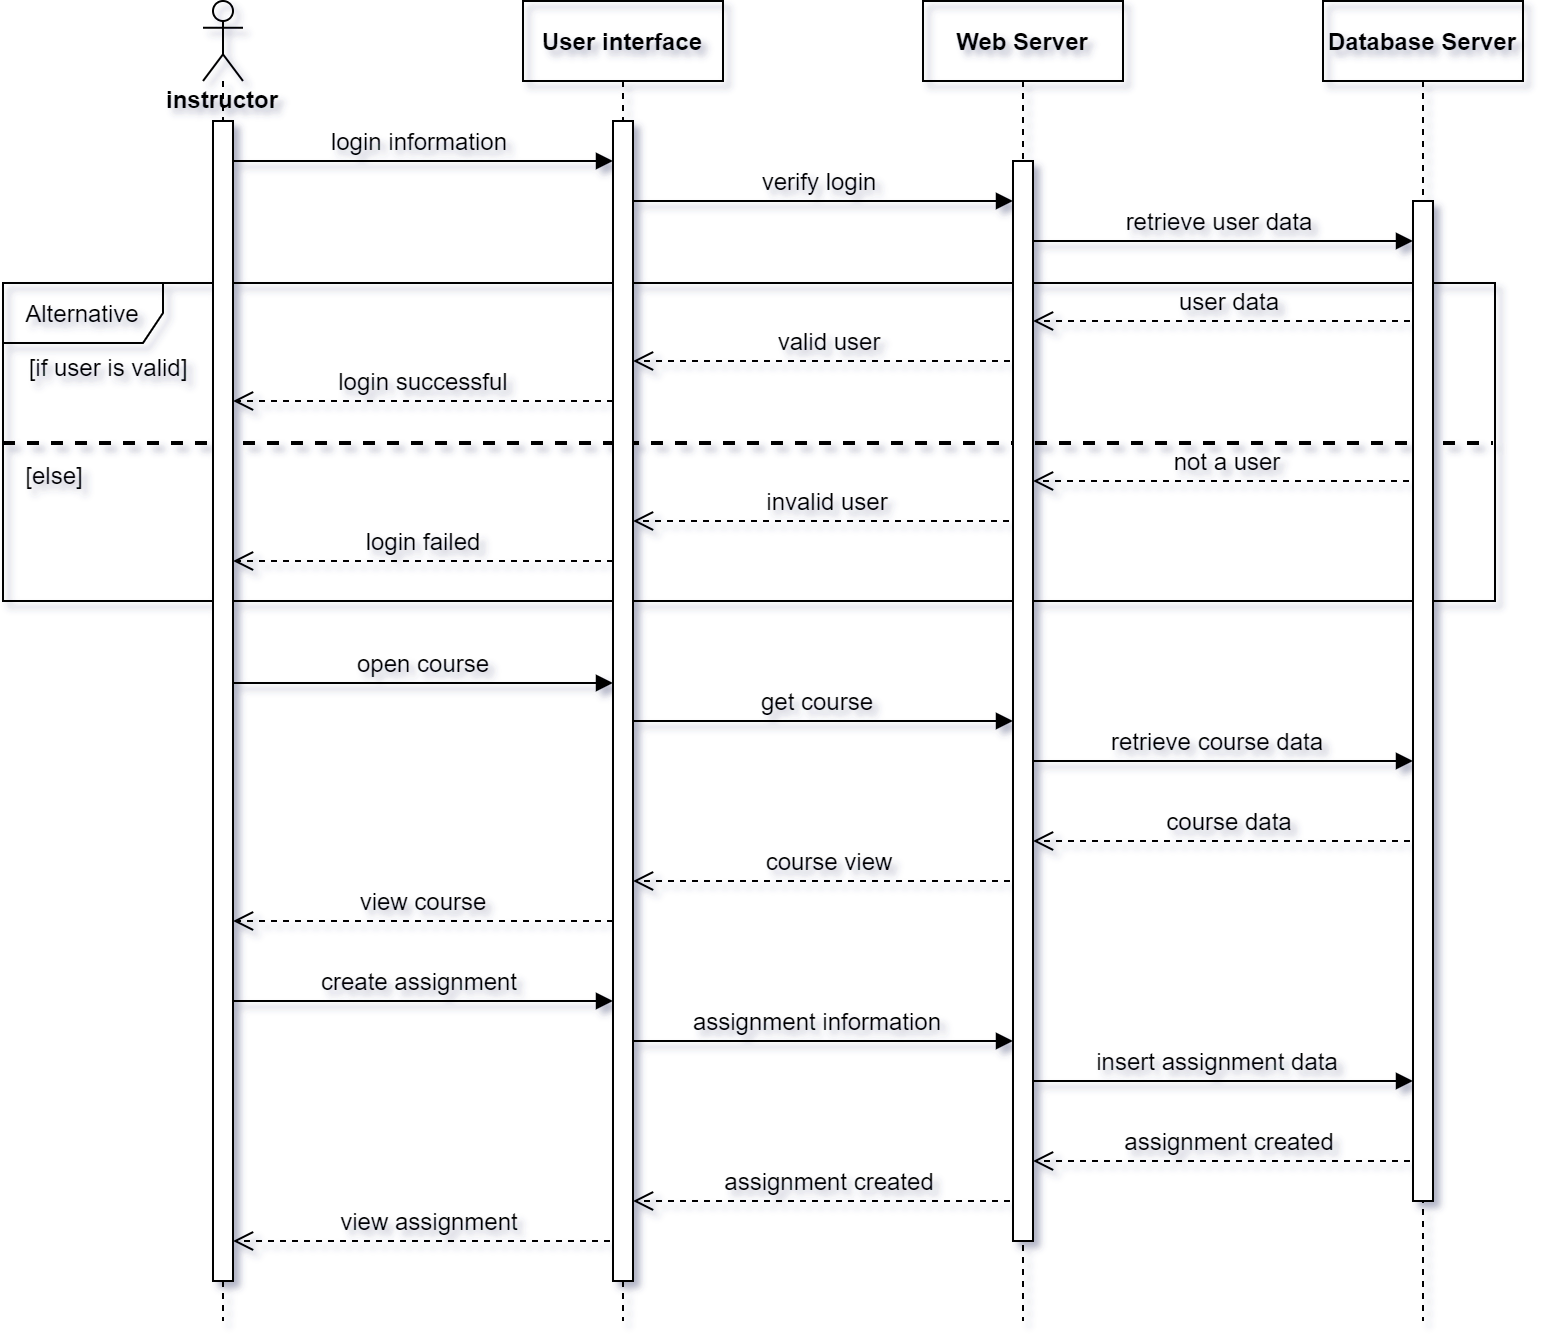 instructor
User interface
Web Server
Database Server
login information
verify login
retrieve user data
Alternative
user data
valid user
[if user is valid]
login successful
[else]
not a user
invalid user
login failed
open course
get course
retrieve course data
course data
course view
view course
create assignment
assignment information
insert assignment data
assignment created
assignment created
view assignment